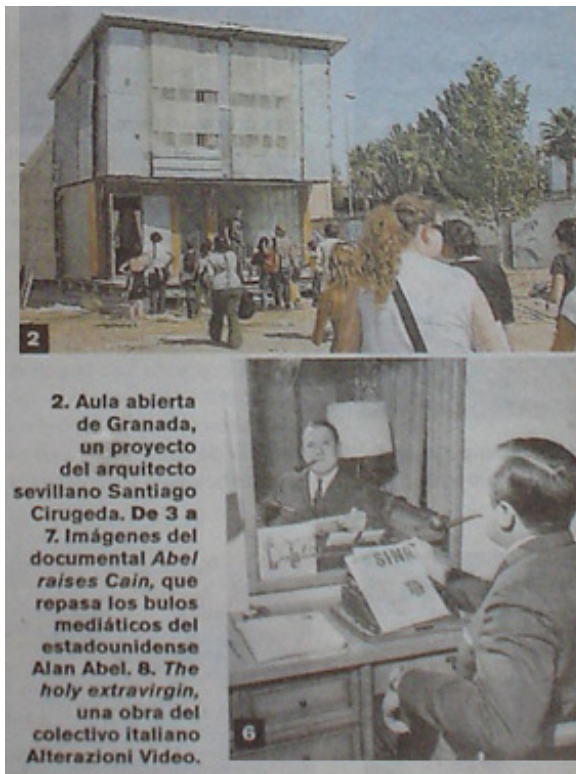 2
2. Aula abierta
de Granada,
un proyecto
del arquitecto
sevillano Santiago
Cirugeda. De 3 a
7. Imágenes del
documental Abel
raises Cain, que
repasa los bulos
mediáticos del
estadounidense
Alan Abel. 8. The
holy extravirgin,
una obra del
colectivo italiano
Alterazioni Video.
SINA
6